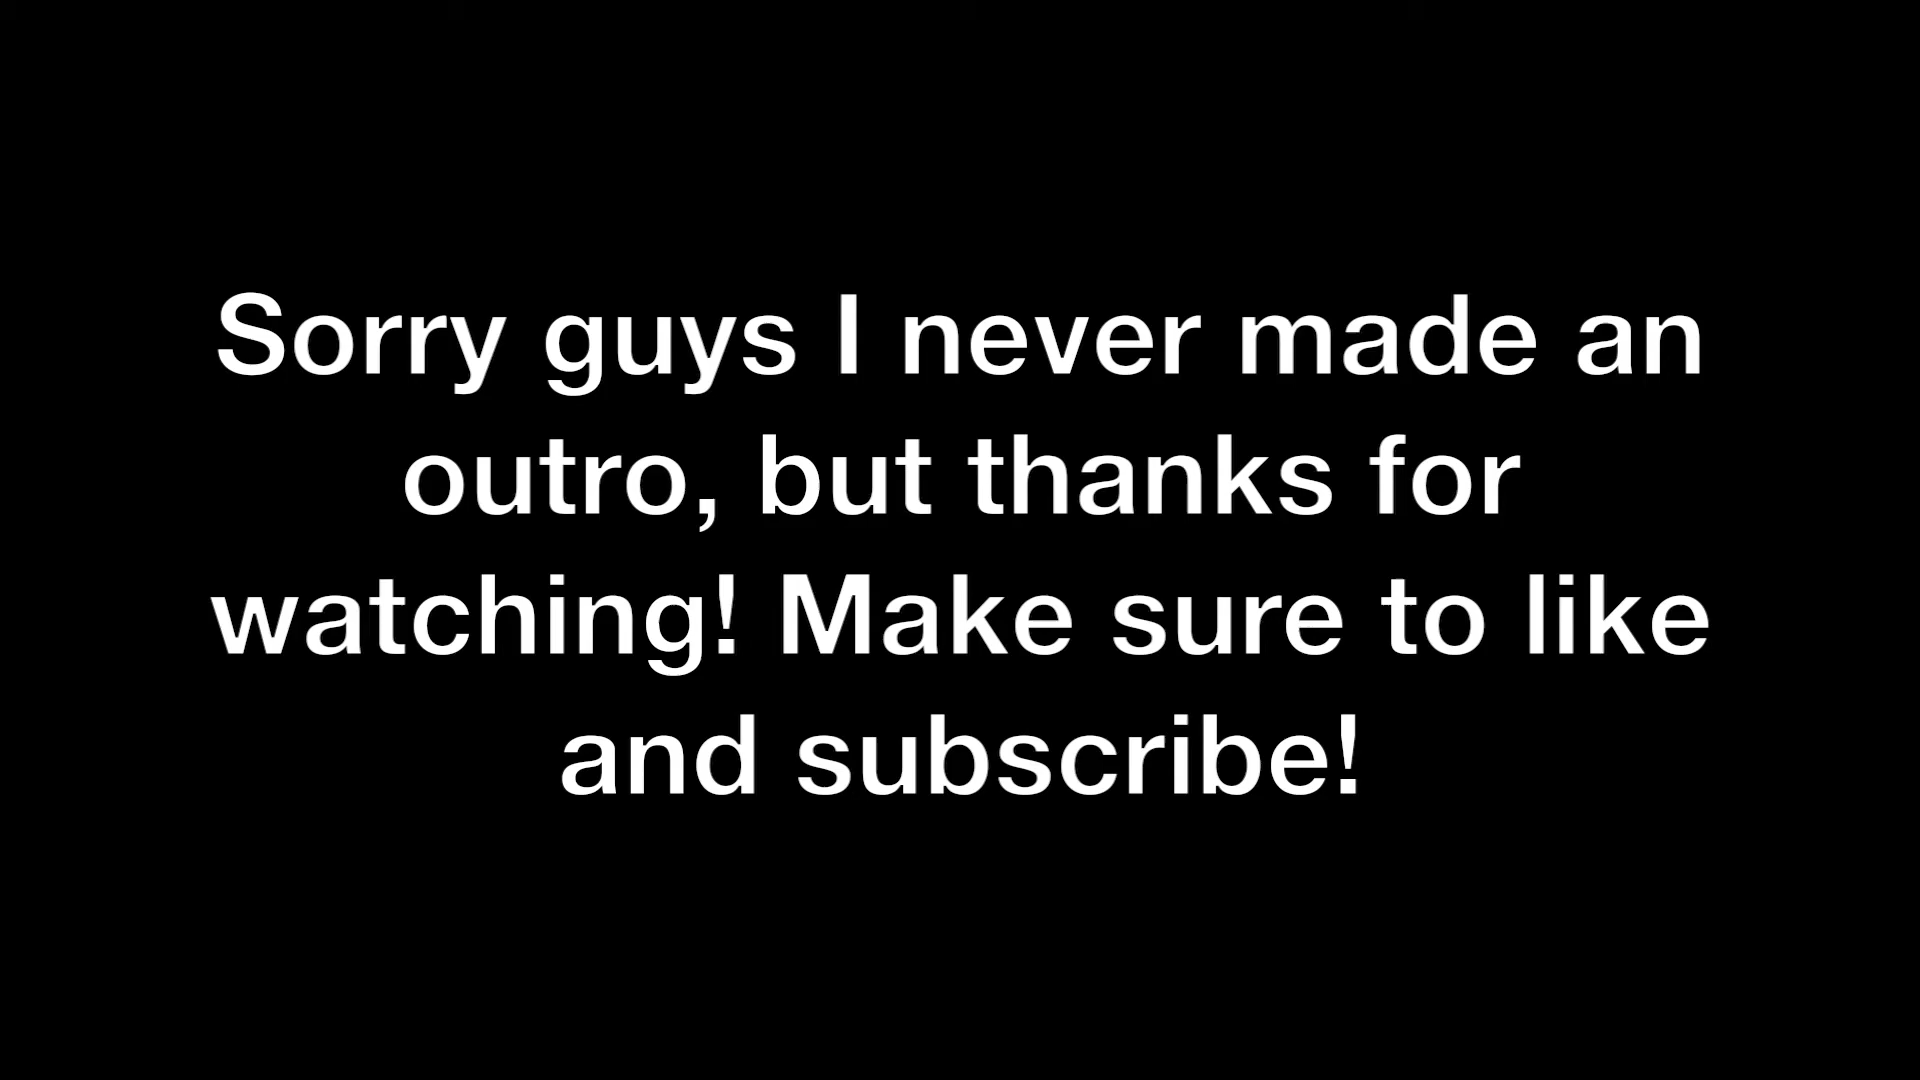 Sorry guys I never made an
outro, but thanks for
watching! Make sure to like
and subscribe!